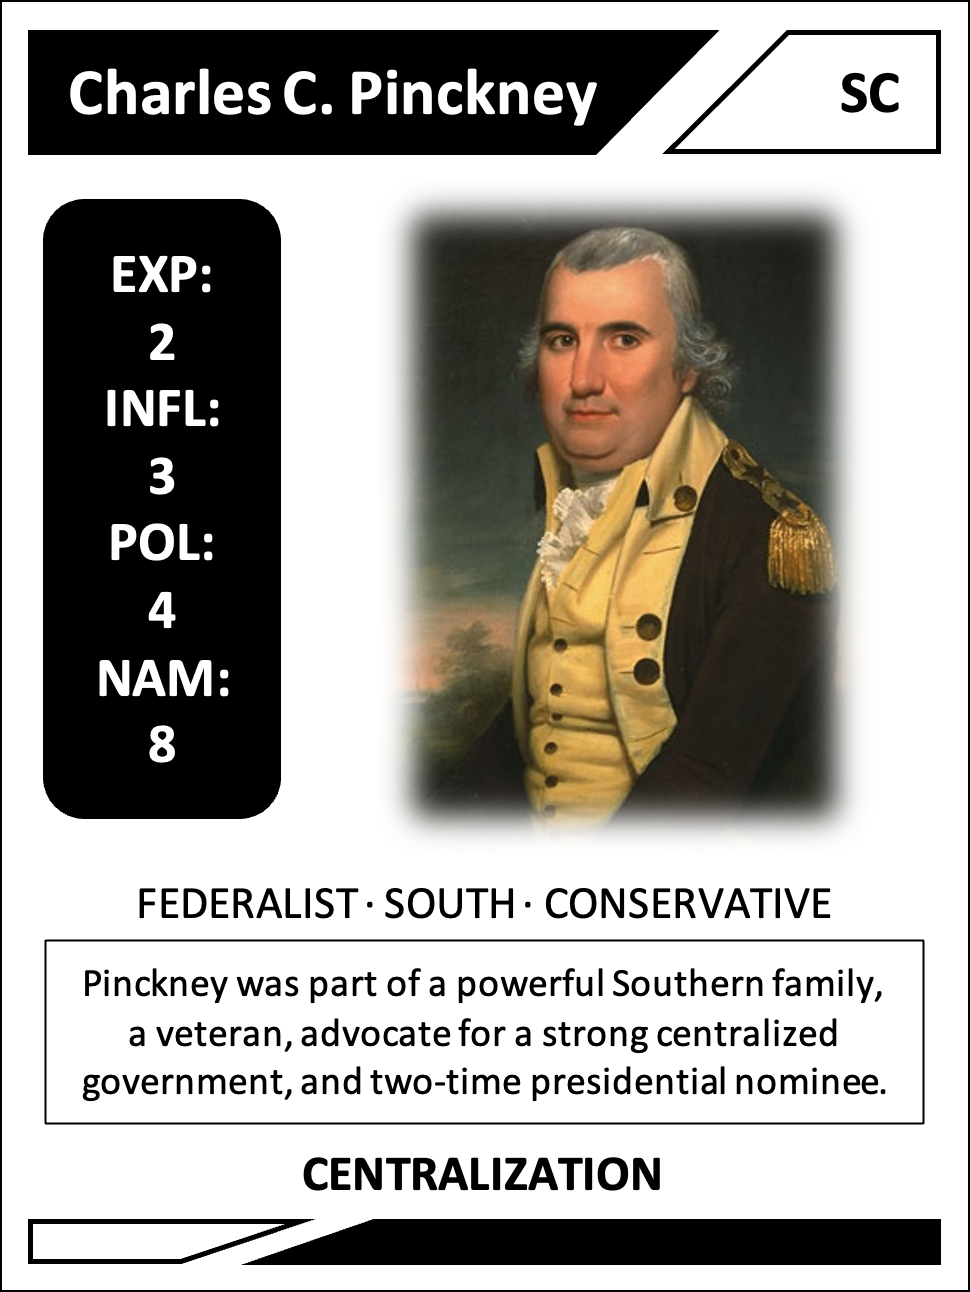 Charles C. Pinckney
SC
EXP:
2
INFL:
3
POL:
4
NAM:
8
FEDERALIST · SOUTH · CONSERVATIVE
Pinckney was part of a powerful Southern family,
a veteran, advocate for a strong centralized
government, and two-time presidential nominee.
CENTRALIZATION